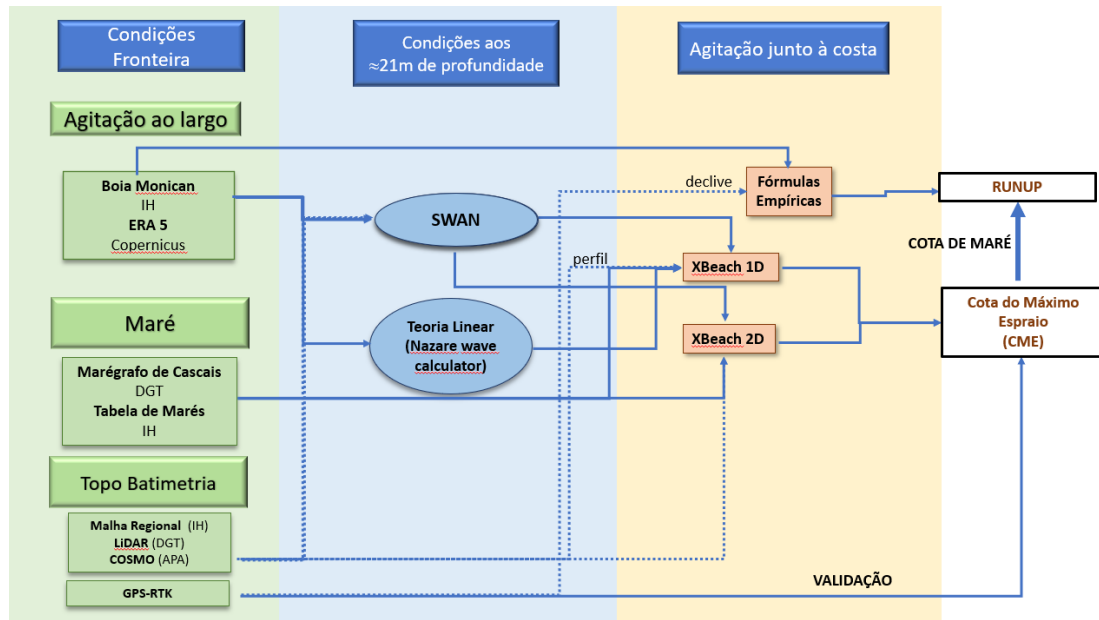 Condições
Fronteira
Condições aos
≈21m de profundidade
Agitação junto à costa
Agitação ao largo
Boia Monican
IH
ERA 5
Copernicus
SWAN
declive
Fórmulas
Empíricas
RUNUP
COTA DE MARÉ
perfil
XBeach 1D
Maré
Teoria Linear
(Nazare wave
calculator)
XBeach 2D
Cota do Máximo
Espraio
(CME)
Marégrafo de Cascais
DGT
Tabela de Marés
IH
Topo Batimetria
Malha Regional (IH)
LiDAR (DGT)
COSMO (APA)
GPS-RTK
VALIDAÇÃO